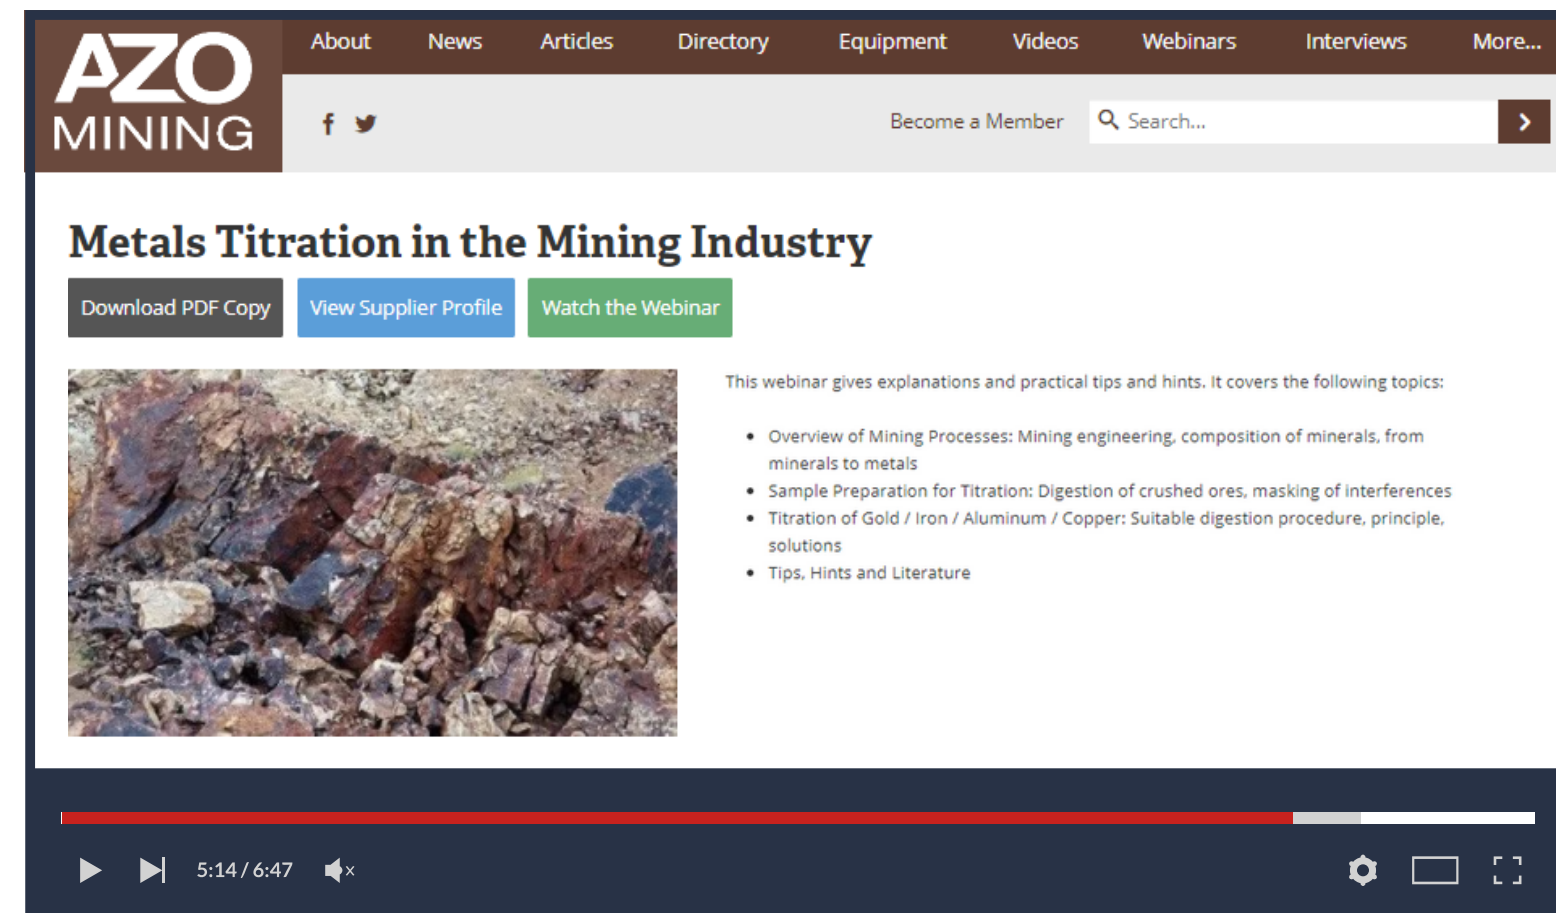 AZO
MINING
About News Articles Directory Equipment Videos Webinars Interviews More...
Become a Member Search...
Metals Titration in the Mining Industry
Download PDF Copy View Supplier Profile Watch the Webinar
This webinar gives explanations and practical tips and hints. It covers the following topics:
• Overview of Mining Processes: Mining engineering, composition of minerals, from
minerals to metals
• Sample Preparation for Titration: Digestion of crushed ores, masking of interferences
• Titration of Gold / Iron / Aluminum / Copper: Suitable digestion procedure, principle,
solutions
• Tips, Hints and Literature
5:14 / 6:47